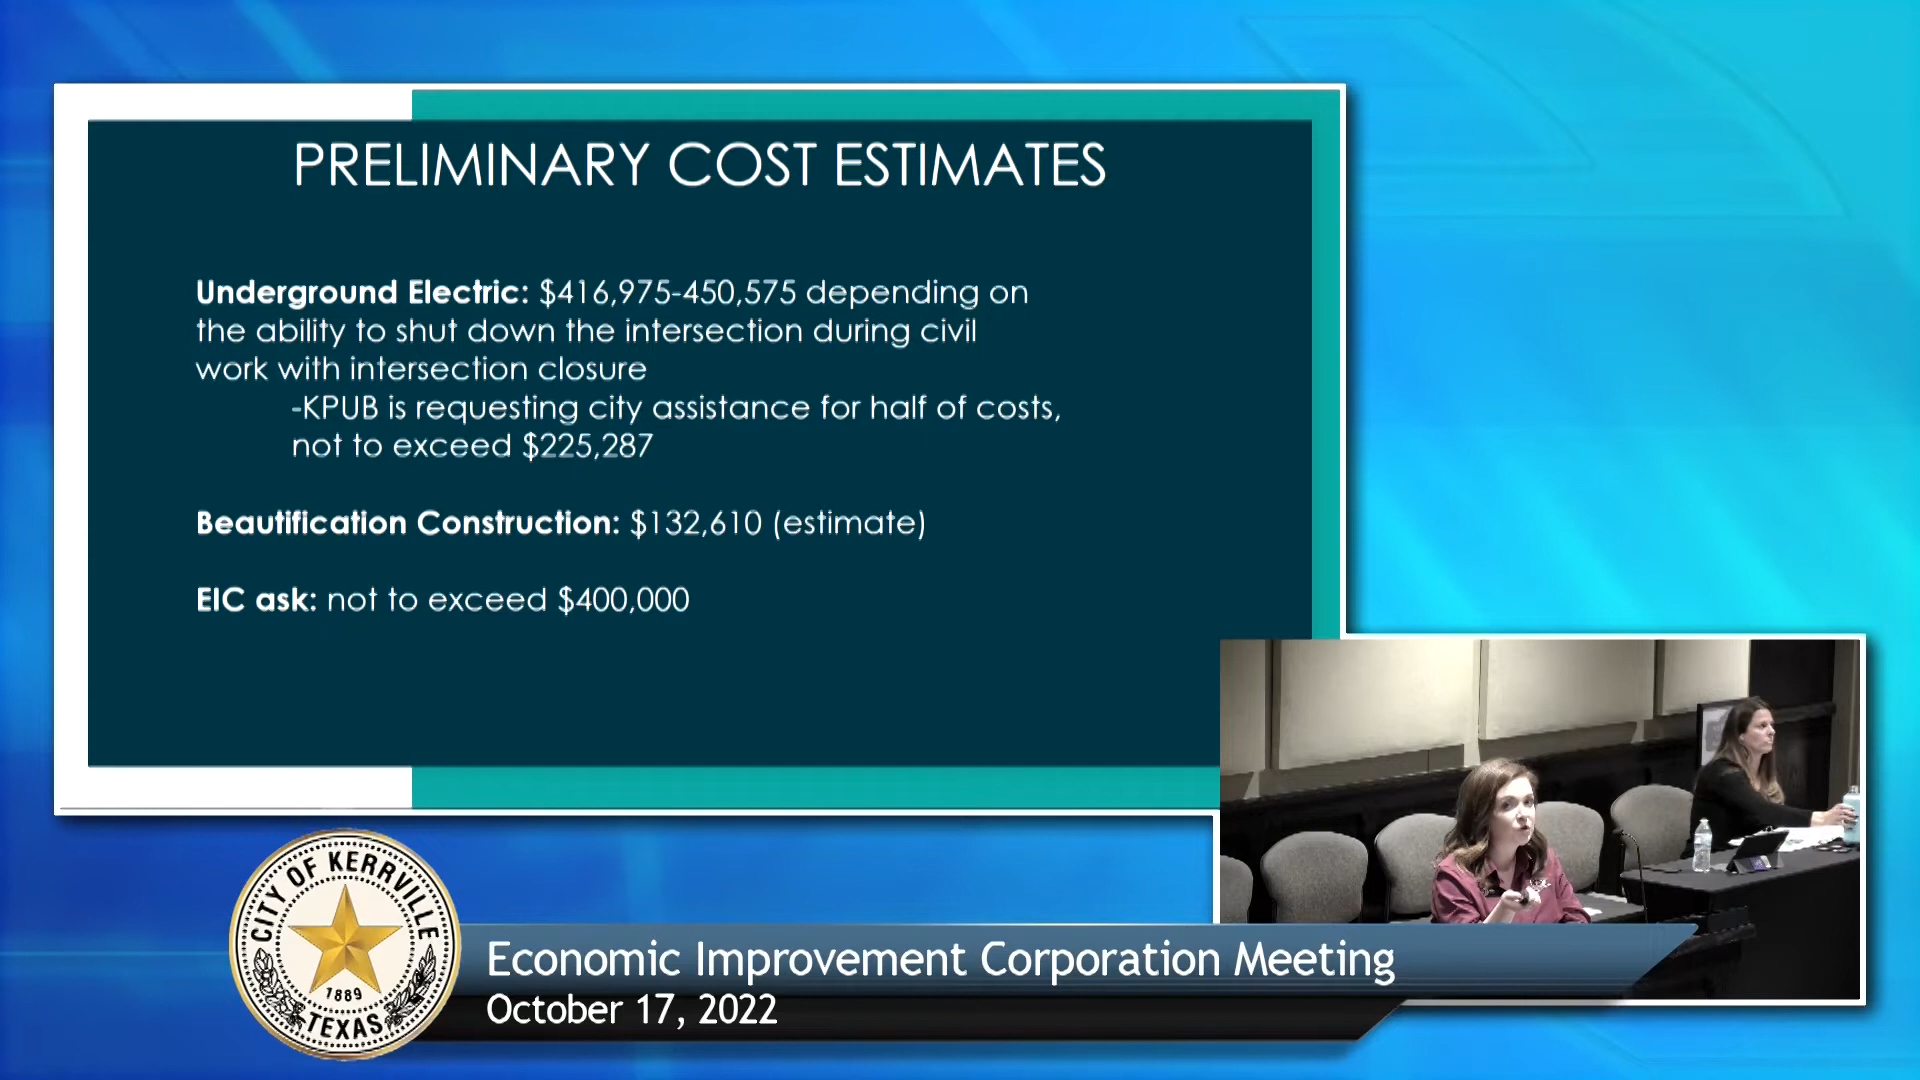 PRELIMINARY COST ESTIMATES
Underground Electric: $416,975-450,575 depending on
the ability to shut down the intersection during civil
work with intersection closure
-KPUB is requesting city assistance for half of costs,
not to exceed $225,287
Beautification Construction: $132,610 (estimate)
EIC ask: not to exceed $400,000
CITY OF KERRVILLE
1889
TEXAS
Economic Improvement Corporation Meeting
October 17, 2022